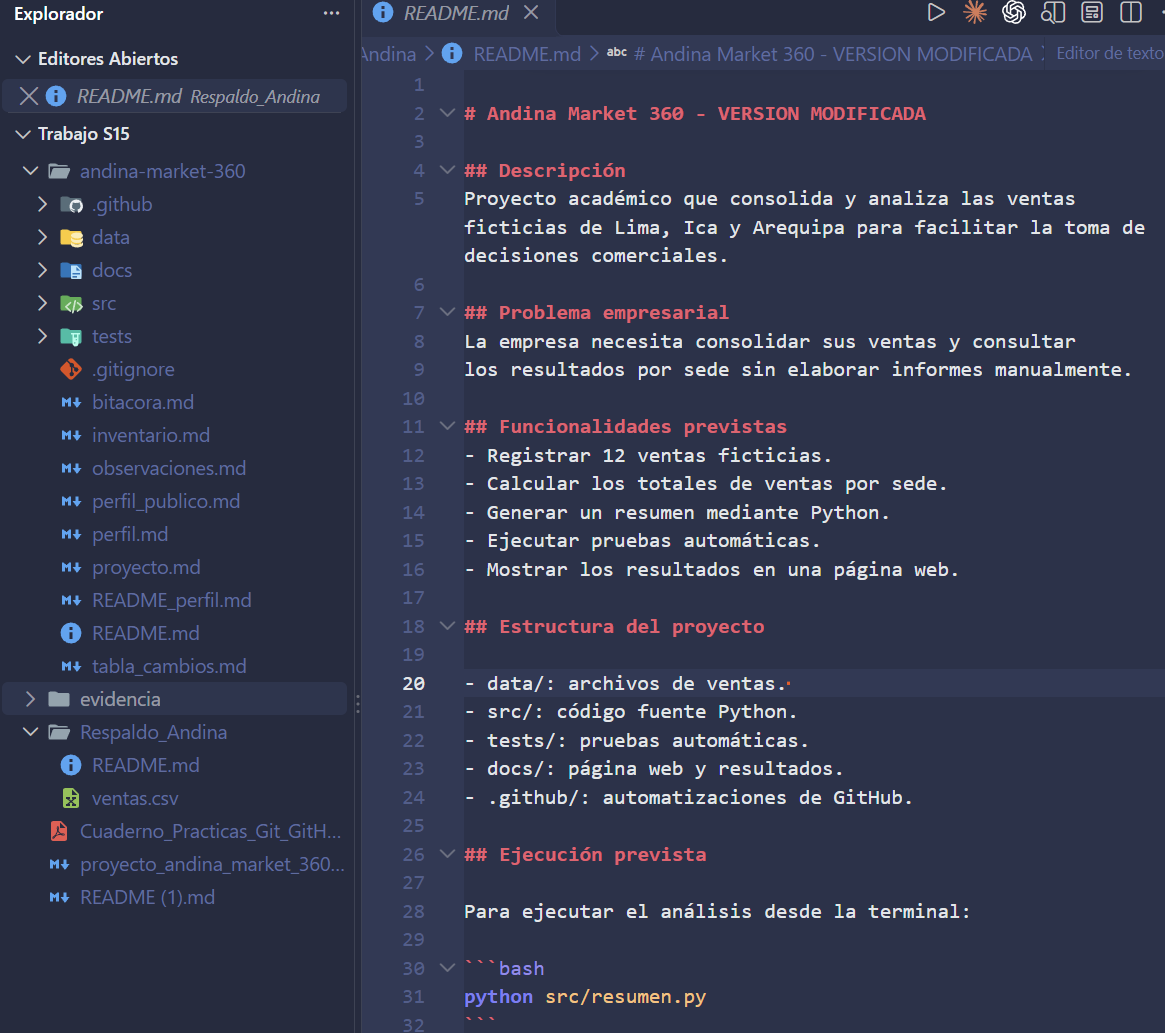 Explorador ···
README.md
Editores Abiertos
README.md Respaldo_Andina
Trabajo S15
andina-market-360
.github
data
docs
src
tests
.gitignore
bitacora.md
inventario.md
observaciones.md
perfil_publico.md
perfil.md
proyecto.md
README_perfil.md
README.md
tabla_cambios.md
evidencia
Respaldo_Andina
README.md
ventas.csv
Cuaderno_Practicas_Git_GitH...
proyecto_andina_market_360...
README (1).md
Andina > README.md > abc # Andina Market 360 - VERSION MODIFICADA Editor de texto
1
2 # Andina Market 360 - VERSION MODIFICADA
3
4 ## Descripción
5 Proyecto académico que consolida y analiza las ventas
ficticias de Lima, Ica y Arequipa para facilitar la toma de
decisiones comerciales.
6
7 ## Problema empresarial
8 La empresa necesita consolidar sus ventas y consultar
9 los resultados por sede sin elaborar informes manualmente.
10
11 ## Funcionalidades previstas
12 - Registrar 12 ventas ficticias.
13 - Calcular los totales de ventas por sede.
14 - Generar un resumen mediante Python.
15 - Ejecutar pruebas automáticas.
16 - Mostrar los resultados en una página web.
17
18 ## Estructura del proyecto
19
20 - data/: archivos de ventas.
21 - src/: código fuente Python.
22 - tests/: pruebas automáticas.
23 - docs/: página web y resultados.
24 - .github/: automatizaciones de GitHub.
25
26 ## Ejecución prevista
27
28 Para ejecutar el análisis desde la terminal:
29
30 ```bash
31 python src/resumen.py
32 ```